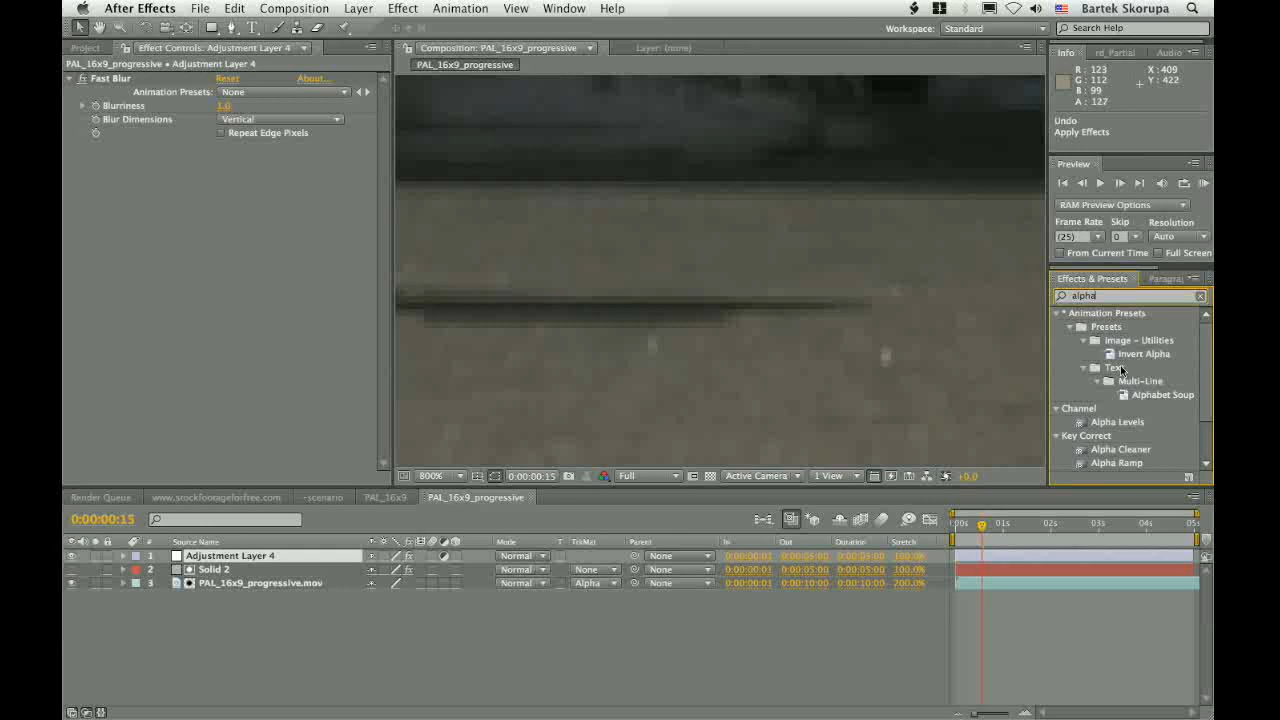 After Effects File Edit Composition Layer Effect Animation View Window Help Bartek Skorupa
Workspace: Standard Search Help
Project Effect Controls: Adjustment Layer 4 Composition: PAL_16x9_progressive Layer: (none) Info rd_Partial Audio
PAL_16x9_progressive • Adjustment Layer 4 PAL_16x9_progressive
R : 123 X : 409
G : 112 Y : 422
B : 99
A : 127
Fast Blur Reset About...
Animation Presets: None
Blurriness 1.0
Blur Dimensions Vertical
Repeat Edge Pixels
Undo
Apply Effects
Preview
RAM Preview Options
Frame Rate Skip Resolution
(25) 0 Auto
From Current Time Full Screen
Effects & Presets Paragra
alpha
* Animation Presets
Presets
Image – Utilities
Invert Alpha
Text
Multi-Line
Alphabet Soup
Channel
Alpha Levels
Key Correct
Alpha Cleaner
Alpha Ramp
800% 0:00:00:15 Full Active Camera 1 View +0.0
Render Queue www.stockfootageforfree.com -scenario PAL_16x9 PAL_16x9_progressive
0:00:00:15
:00s 01s 02s 03s 04s 05s
# Source Name Mode T TrkMat Parent In Out Duration Stretch
1 Adjustment Layer 4 fx Normal None 0:00:00:01 0:00:05:00 0:00:05:00 100.0%
2 Solid 2 fx Normal None None 0:00:00:01 0:00:05:00 0:00:05:00 100.0%
3 PAL_16x9_progressive.mov Normal Alpha None 0:00:00:01 0:00:10:00 0:00:10:00 200.0%